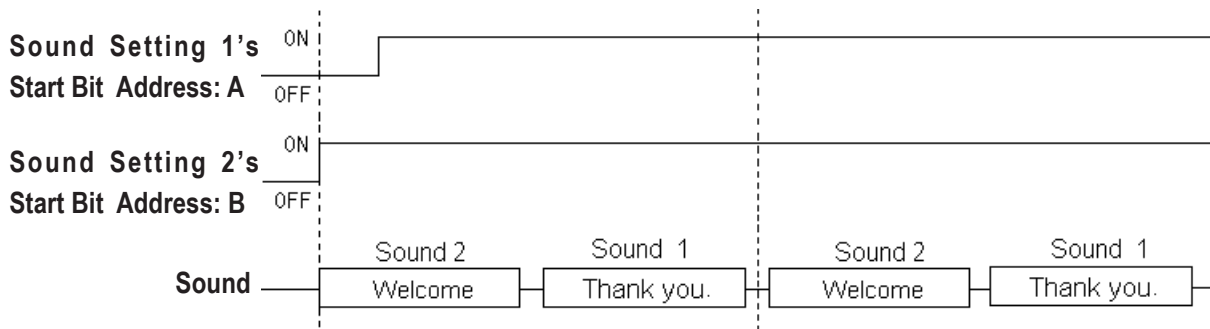 Sound Setting 1's
Start Bit Address: A
ON
OFF
Sound Setting 2's
Start Bit Address: B
ON
OFF
Sound 2
Sound 1
Sound 2
Sound 1
Sound
Welcome
Thank you.
Welcome
Thank you.